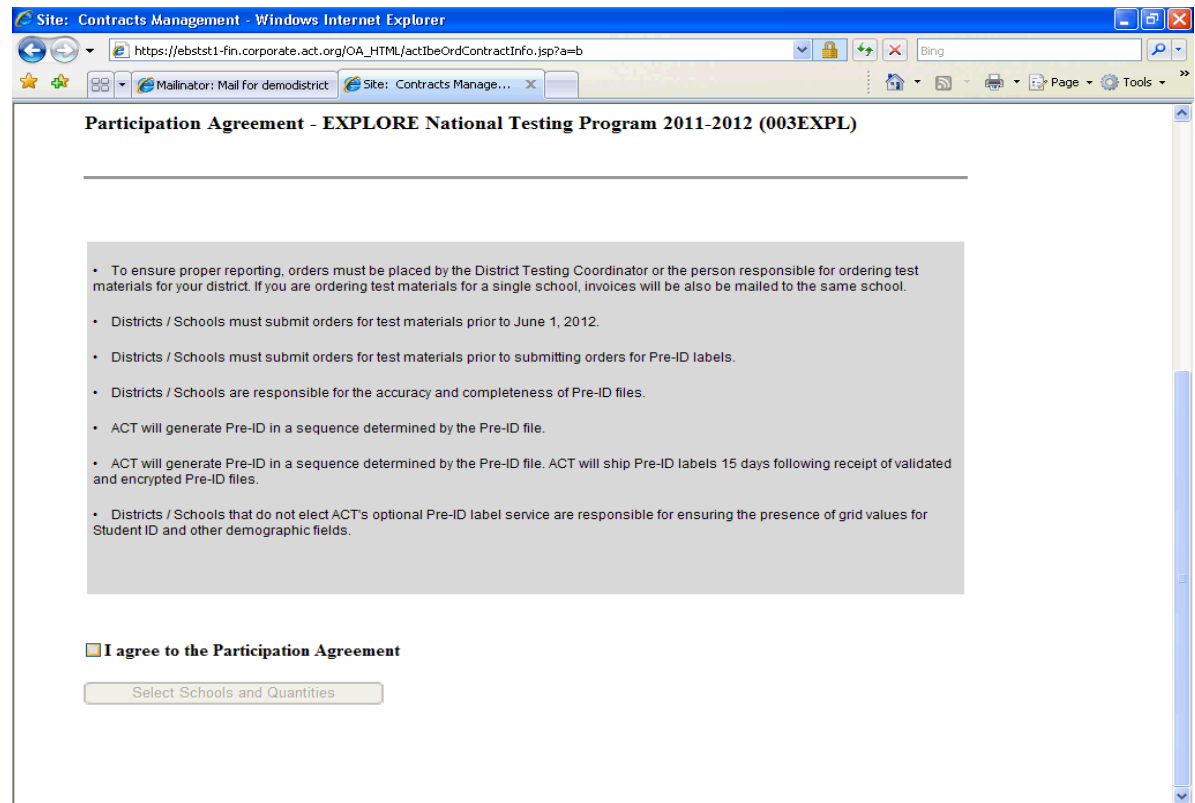 Site: Contracts Management - Windows Internet Explorer
https://ebstst1-fin.corporate.act.org/OA_HTML/actIbeOrdContractInfo.jsp?a=b
Bing
Mailinator: Mail for demodistrict
Site: Contracts Manage...
Page
Tools
Participation Agreement - EXPLORE National Testing Program 2011-2012 (003EXPL)
• To ensure proper reporting, orders must be placed by the District Testing Coordinator or the person responsible for ordering test
materials for your district. If you are ordering test materials for a single school, invoices will be also be mailed to the same school.
• Districts / Schools must submit orders for test materials prior to June 1, 2012.
• Districts / Schools must submit orders for test materials prior to submitting orders for Pre-ID labels.
• Districts / Schools are responsible for the accuracy and completeness of Pre-ID files.
• ACT will generate Pre-ID in a sequence determined by the Pre-ID file.
• ACT will generate Pre-ID in a sequence determined by the Pre-ID file. ACT will ship Pre-ID labels 15 days following receipt of validated
and encrypted Pre-ID files.
• Districts / Schools that do not elect ACT's optional Pre-ID label service are responsible for ensuring the presence of grid values for
Student ID and other demographic fields.
I agree to the Participation Agreement
Select Schools and Quantities